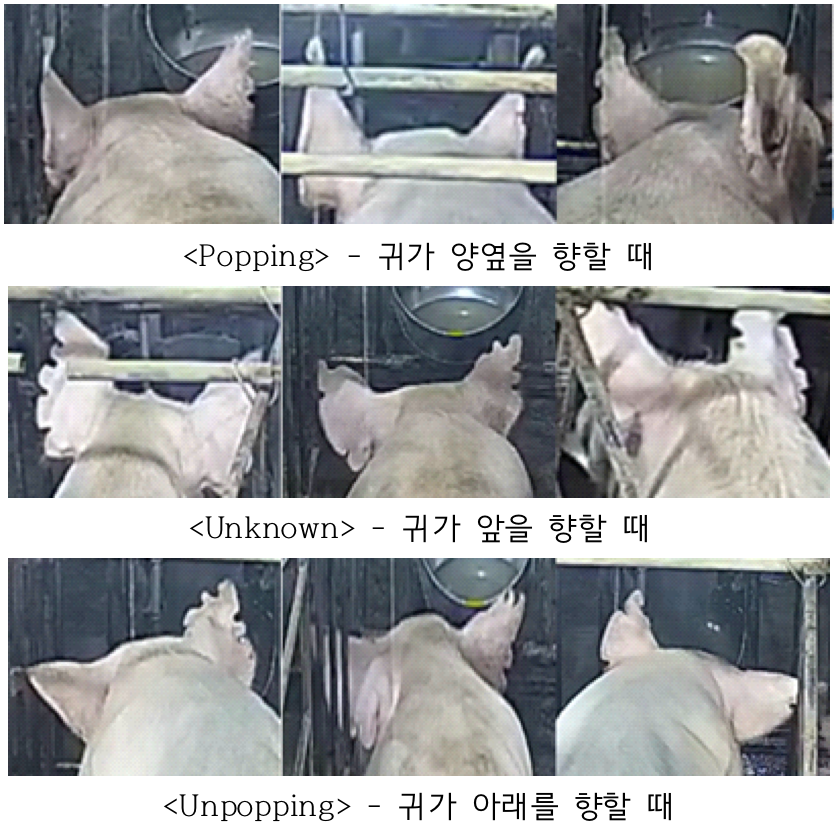 <Popping> - 귀가 양옆을 향할 때
<Unknown> - 귀가 앞을 향할 때
<Unpopping> - 귀가 아래를 향할 때